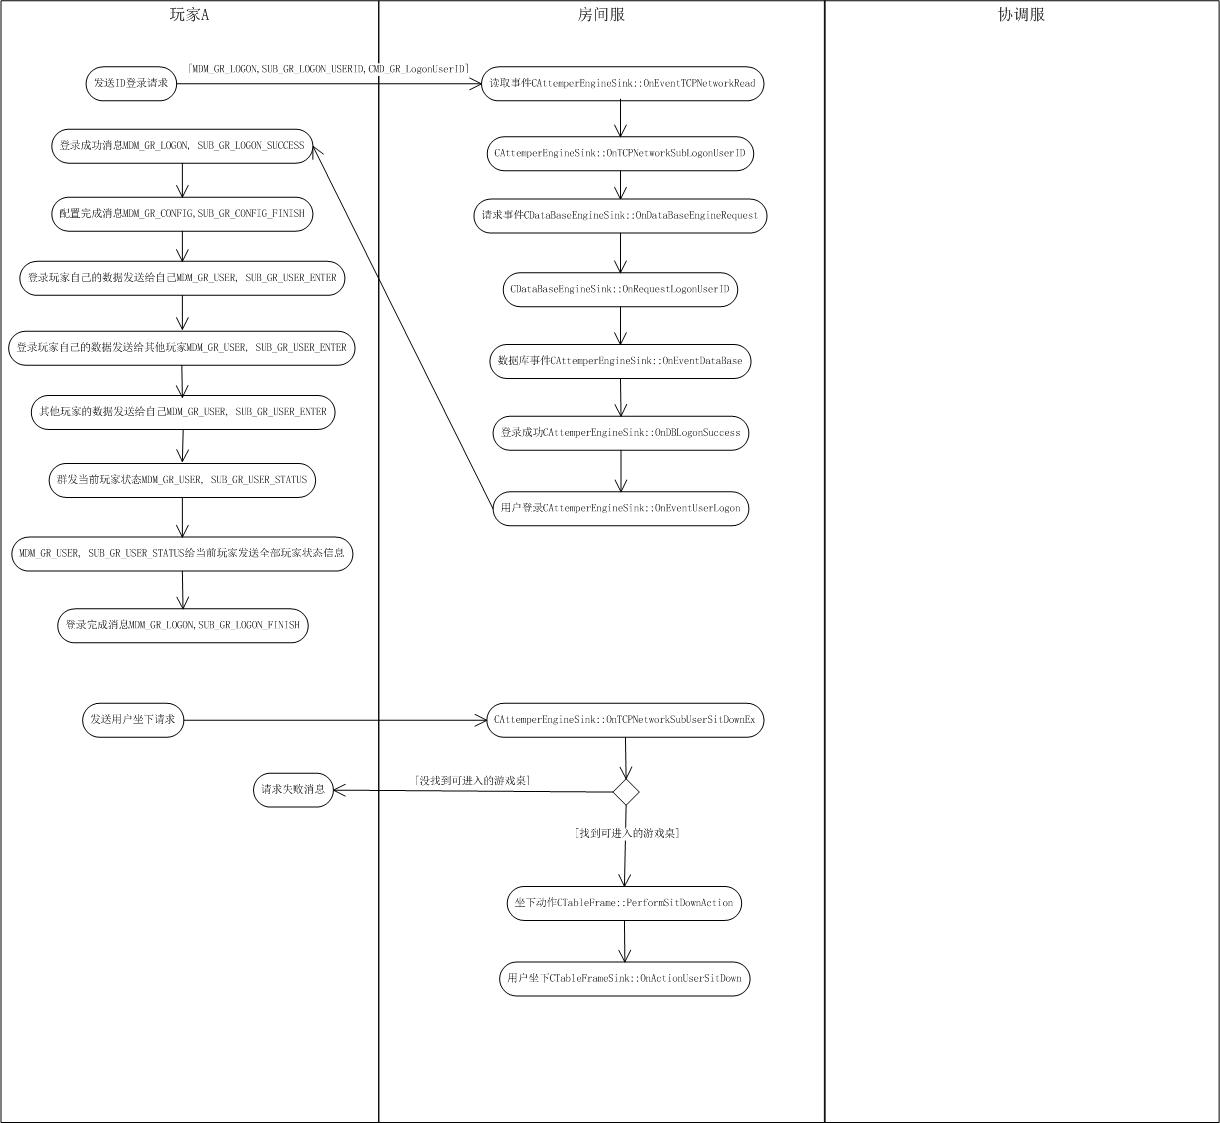 玩家A
房间服
协调服
发送ID登录请求
[MDM_GR_LOGON,SUB_GR_LOGON_USERID,CMD_GR_LogonUserID]
读取事件CAttemperEngineSink::OnEventTCPNetworkRead
登录成功消息MDM_GR_LOGON, SUB_GR_LOGON_SUCCESS
CAttemperEngineSink::OnTCPNetworkSubLogonUserID
配置完成消息MDM_GR_CONFIG,SUB_GR_CONFIG_FINISH
请求事件CDataBaseEngineSink::OnDataBaseEngineRequest
登录玩家自己的数据发送给自己MDM_GR_USER, SUB_GR_USER_ENTER
CDataBaseEngineSink::OnRequestLogonUserID
登录玩家自己的数据发送给其他玩家MDM_GR_USER, SUB_GR_USER_ENTER
数据库事件CAttemperEngineSink::OnEventDataBase
其他玩家的数据发送给自己MDM_GR_USER, SUB_GR_USER_ENTER
登录成功CAttemperEngineSink::OnDBLogonSuccess
群发当前玩家状态MDM_GR_USER, SUB_GR_USER_STATUS
用户登录CAttemperEngineSink::OnEventUserLogon
MDM_GR_USER, SUB_GR_USER_STATUS给当前玩家发送全部玩家状态信息
登录完成消息MDM_GR_LOGON,SUB_GR_LOGON_FINISH
发送用户坐下请求
CAttemperEngineSink::OnTCPNetworkSubUserSitDownEx
请求失败消息
[没找到可进入的游戏桌]
[找到可进入的游戏桌]
坐下动作CTableFrame::PerformSitDownAction
用户坐下CTableFrameSink::OnActionUserSitDown